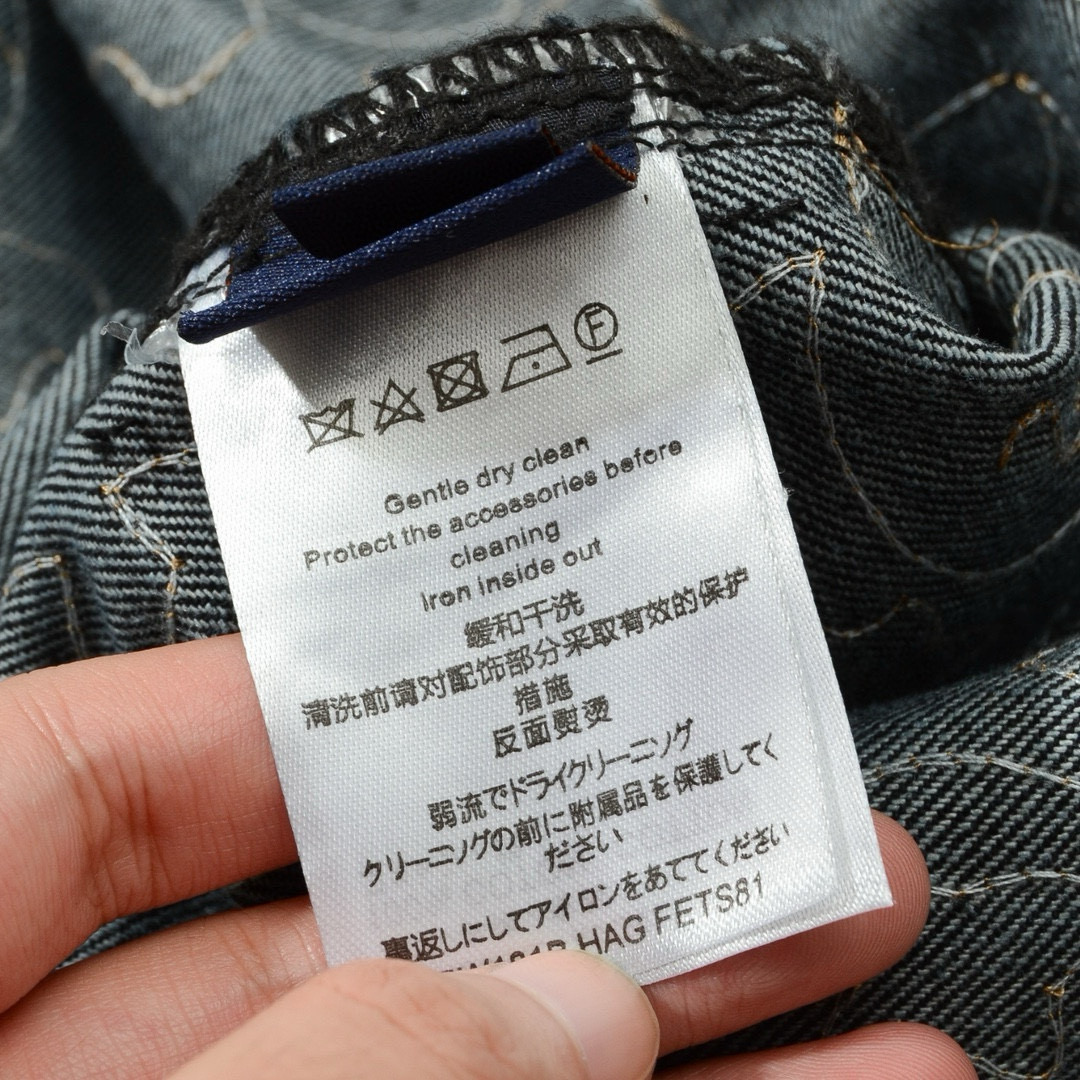 F
Gentle dry clean
Protect the accessories before
cleaning
Iron inside out
缓和干洗
清洗前请对配饰部分采取有效的保护
措施
反面熨烫
弱流でドライクリーニング
クリーニングの前に附属品を保護してく
ださい
裏返しにしてアイロンをあててください
HAG FETS81